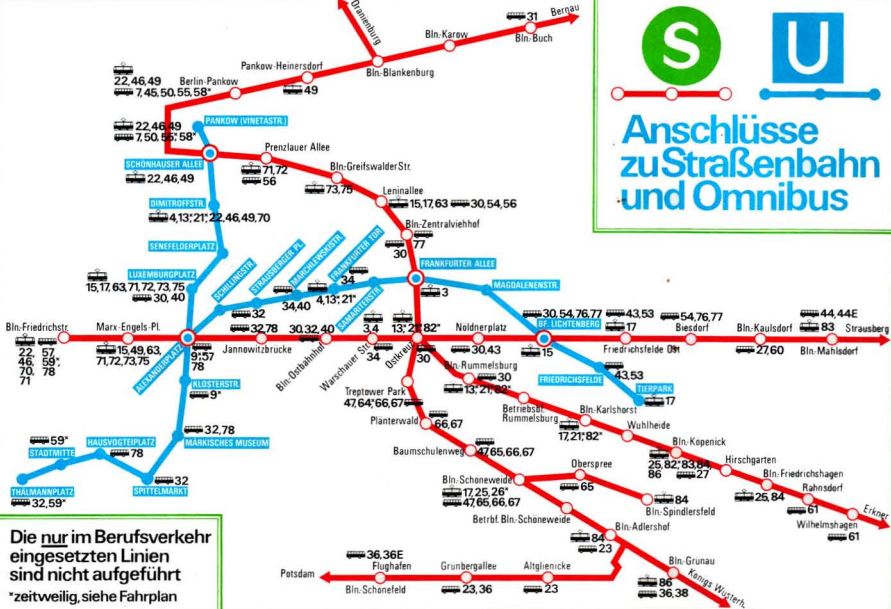 S
U
Anschlüsse
zu Straßenbahn
und Omnibus
Oranienburg
Bernau
31
Bln.-Karow
Bln.-Buch
Pankow-Heinersdorf
Bln.-Blankenburg
22,46,49
7,45,50,55,58*
Berlin-Pankow
49
PANKOW (VINETASTR.)
22,46,49
7,50,55*,58*
Prenzlauer Allee
SCHÖNHAUSER ALLEE
71,72
56
Bln.-Greifswalder Str.
22,46,49
73,75
Leninallee
DIMITROFFSTR.
15,17,63
30,54,56
4,13*,21*,22,46,49,70
Bln.-Zentralviehhof
77
30
SENEFELDERPLATZ
SCHILLINGSTR.
STRAUSBERGER PL.
MARCHLEWSKISTR.
FRANKFURTER TOR
FRANKFURTER ALLEE
LUXEMBURGPLATZ
34
MAGDALENENSTR.
15,17,63,71,72,73,75
30,40
3
32
34,40
4,13*,21*
SAMARITERSTR.
30,54,76,77
43,53
54,76,77
44,44E
BF. LICHTENBERG
17
83
Strausberg
Bln.-Friedrichstr.
Marx-Engels-Pl.
32,78
30,32,40
3,4
13*,21*,82*
Nöldnerplatz
Biesdorf
Bln.-Kaulsdorf
22. 57
46. 59*.
70. 78
71
15,49,63
71,72,73,75
ALEXANDERPLATZ
9*,57
78
Jannowitzbrücke
Bln.-Ostbahnhof
Warschauer Str.
34
Ostkreuz
30
30,43
15
Friedrichsfelde Ost
27,60
Bln.-Mahlsdorf
KLOSTERSTR.
9*
Bln.-Rummelsburg
30
13*,21*,82*
FRIEDRICHSFELDE
43,53
TIERPARK
17
Treptower Park
47,64*,66,67
Betriebsbf.
Rummelsburg
Bln.-Karlshorst
17,21*,82*
Wuhlheide
59*
HAUSVOGTEIPLATZ
32,78
MÄRKISCHES MUSEUM
Plänterwald
66,67
Bln.-Köpenick
25,82*,83,84
86
27
STADTMITTE
78
Baumschulenweg
47,65,66,67
Hirschgarten
THÄLMANNPLATZ
32,59*
32
SPITTELMARKT
Bln.-Schöneweide
17,25,26*
47,65,66,67
Oberspree
65
Bln.-Friedrichshagen
25,84
Rahnsdorf
61
Erkner
84
Bln.-Spindlersfeld
Wilhelmshagen
61
Betrbf. Bln.-Schöneweide
Bln.-Adlershof
84
23
Die nur im Berufsverkehr
eingesetzten Linien
sind nicht aufgeführt
*zeitweilig, siehe Fahrplan
36,36E
Potsdam
Flughafen
Bln.-Schönefeld
Grünbergallee
23,36
Altglienicke
23
Bln.-Grünau
86
36,38
Königs Wusterh.